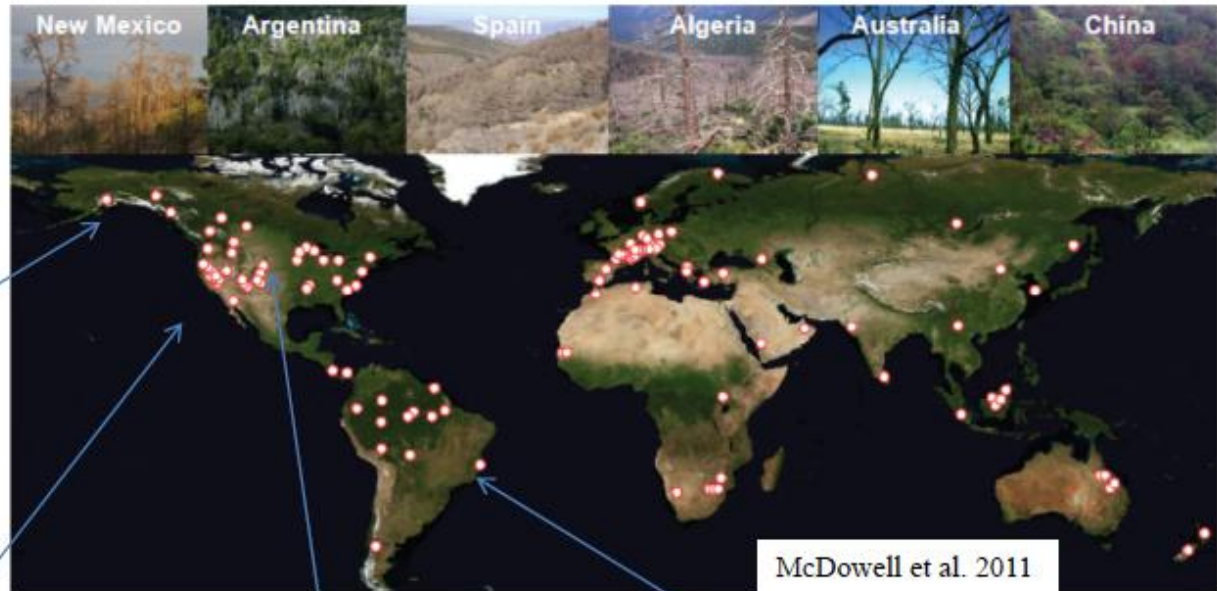 New Mexico
Argentina
Spain
Algeria
Australia
China
McDowell et al. 2011